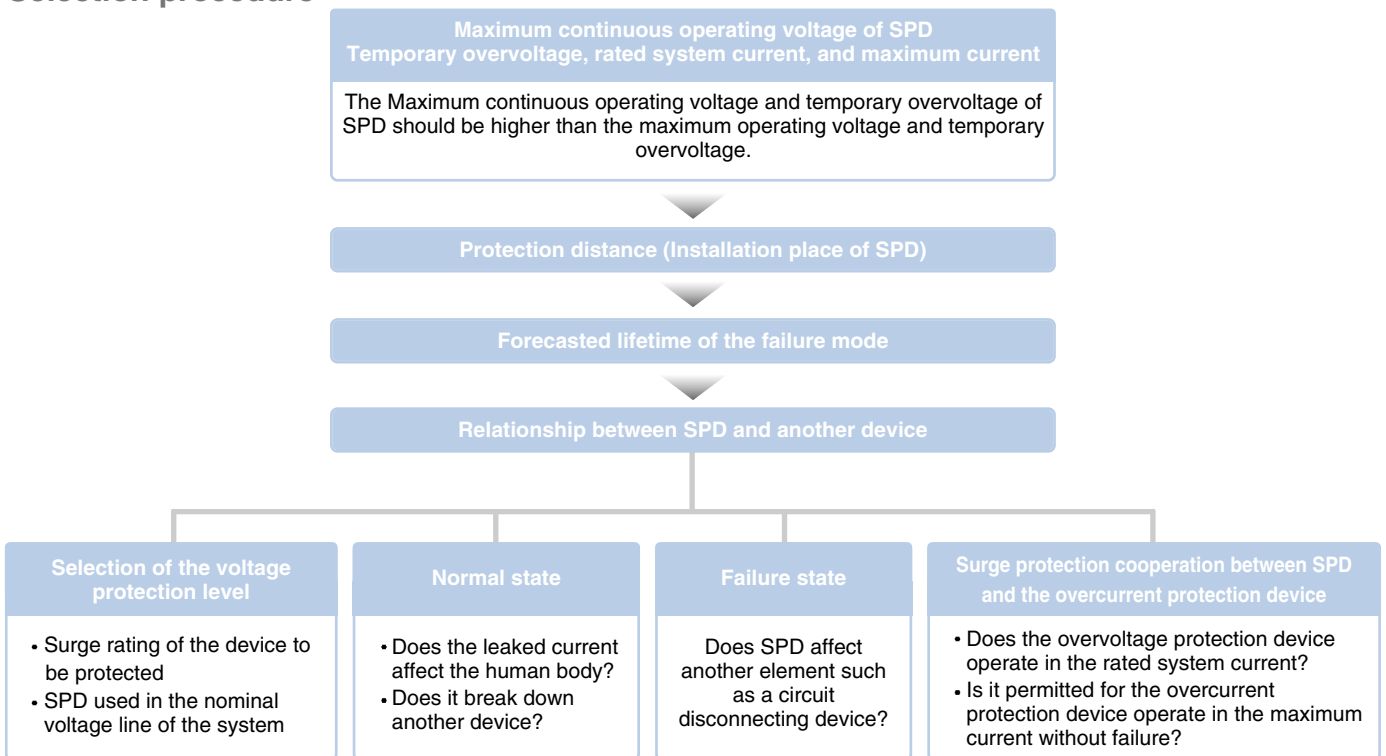 Selection procedure
Maximum continuous operating voltage of SPD
Temporary overvoltage, rated system current, and maximum current
The Maximum continuous operating voltage and temporary overvoltage of
SPD should be higher than the maximum operating voltage and temporary
overvoltage.
Protection distance (Installation place of SPD)
Forecasted lifetime of the failure mode
Relationship between SPD and another device
Selection of the voltage
protection level
• Surge rating of the device to
be protected
• SPD used in the nominal
voltage line of the system
Normal state
• Does the leaked current
affect the human body?
• Does it break down
another device?
Failure state
Does SPD affect
another element such
as a circuit
disconnecting device?
Surge protection cooperation between SPD
and the overcurrent protection device
• Does the overvoltage protection device
operate in the rated system current?
• Is it permitted for the overcurrent
protection device operate in the maximum
current without failure?